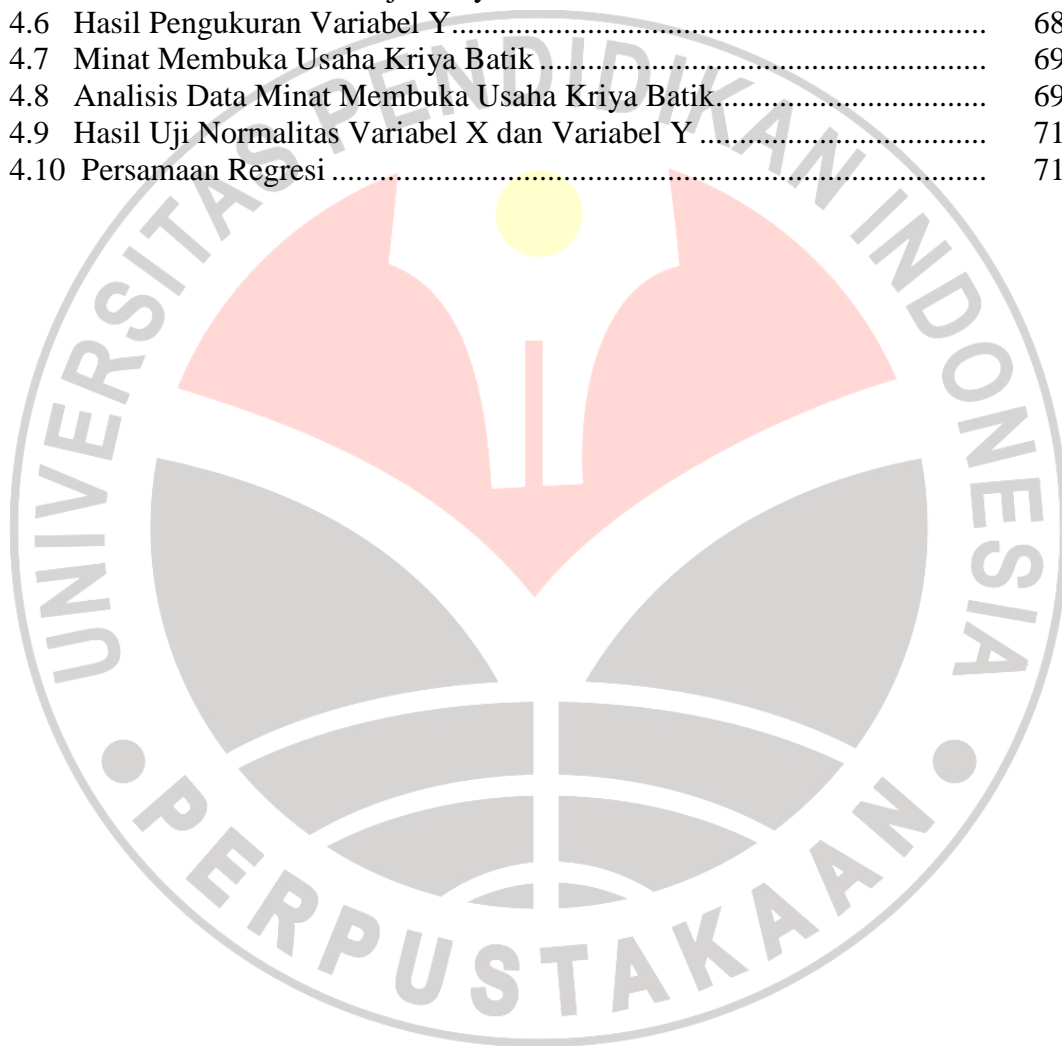 4.6 Hasil Pengukuran Variabel Y.................................................................... 68
4.7 Minat Membuka Usaha Kriya Batik ......................................................... 69
4.8 Analisis Data Minat Membuka Usaha Kriya Batik................................... 69
4.9 Hasil Uji Normalitas Variabel X dan Variabel Y ..................................... 71
4.10 Persamaan Regresi ................................................................................... 71
UNIVERSITAS PENDIDIKAN INDONESIA
PERPUSTAKAAN